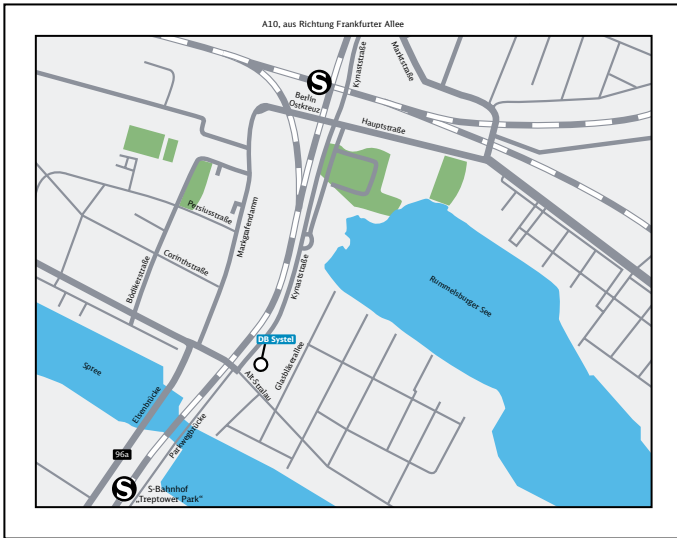 A10, aus Richtung Frankfurter Allee
Kynaststraße
Marktstraße
S
Berlin
Ostkreuz
Hauptstraße
Persiusstraße
Markgrafendamm
Corinthstraße
Bödikerstraße
Kynaststraße
Rummelsburger See
DB Systel
Glasbläserallee
Alt-Stralau
Spree
Elsenbrücke
Parkwegbrücke
96a
S
S-Bahnhof
„Treptower Park“